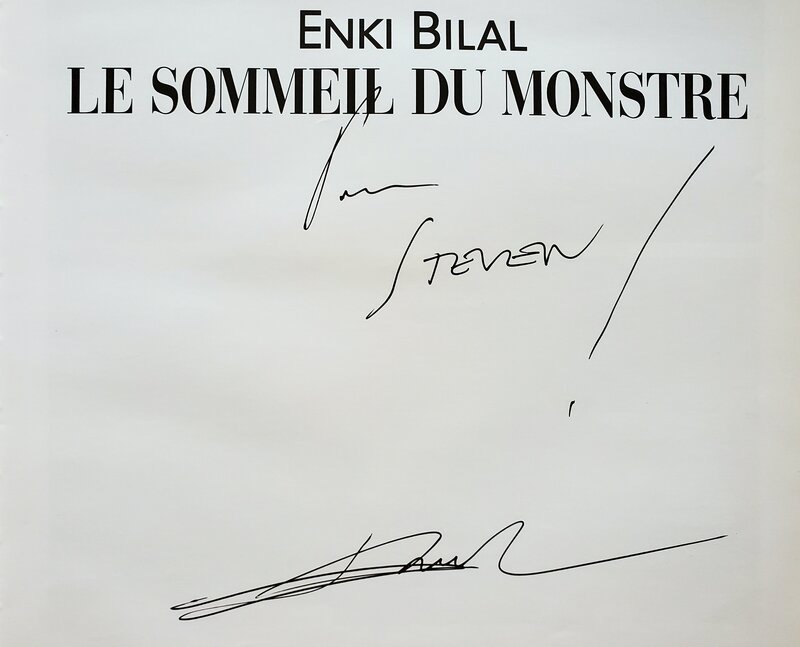 ENKI BILAL
LE SOMMEIL DU MONSTRE
Pour
STEVEN !